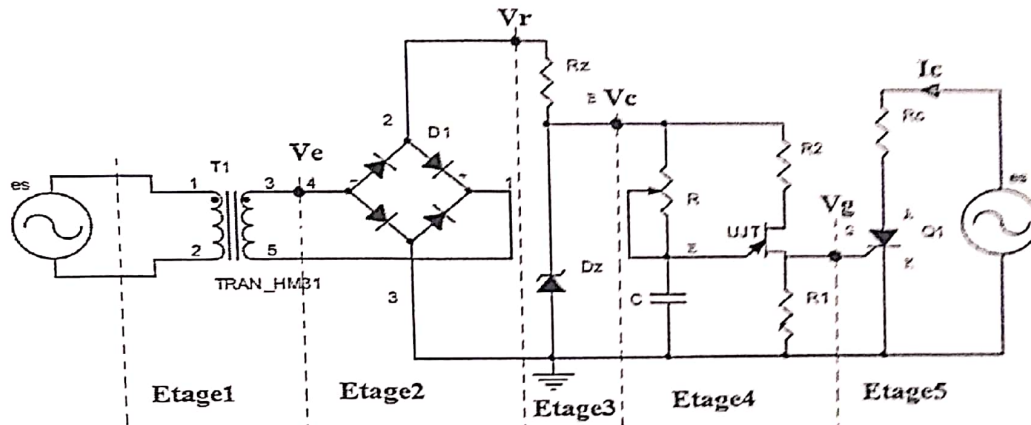 Vr
Rz
Ic
E Vc
Rc
2
D1
T1
Ve
R2
es
1
3
4
1
R
Vg
es
UJT
G
A
Q1
E
K
2
5
TRAN_HM31
Dz
C
R1
3
Etage1
Etage2
Etage3
Etage4
Etage5